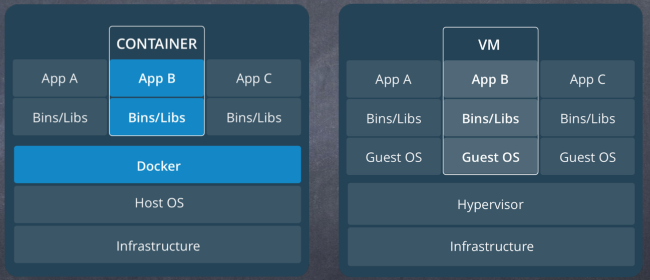 CONTAINER
App A
App B
App C
Bins/Libs
Bins/Libs
Bins/Libs
Docker
Host OS
Infrastructure
VM
App A
App B
App C
Bins/Libs
Bins/Libs
Bins/Libs
Guest OS
Guest OS
Guest OS
Hypervisor
Infrastructure